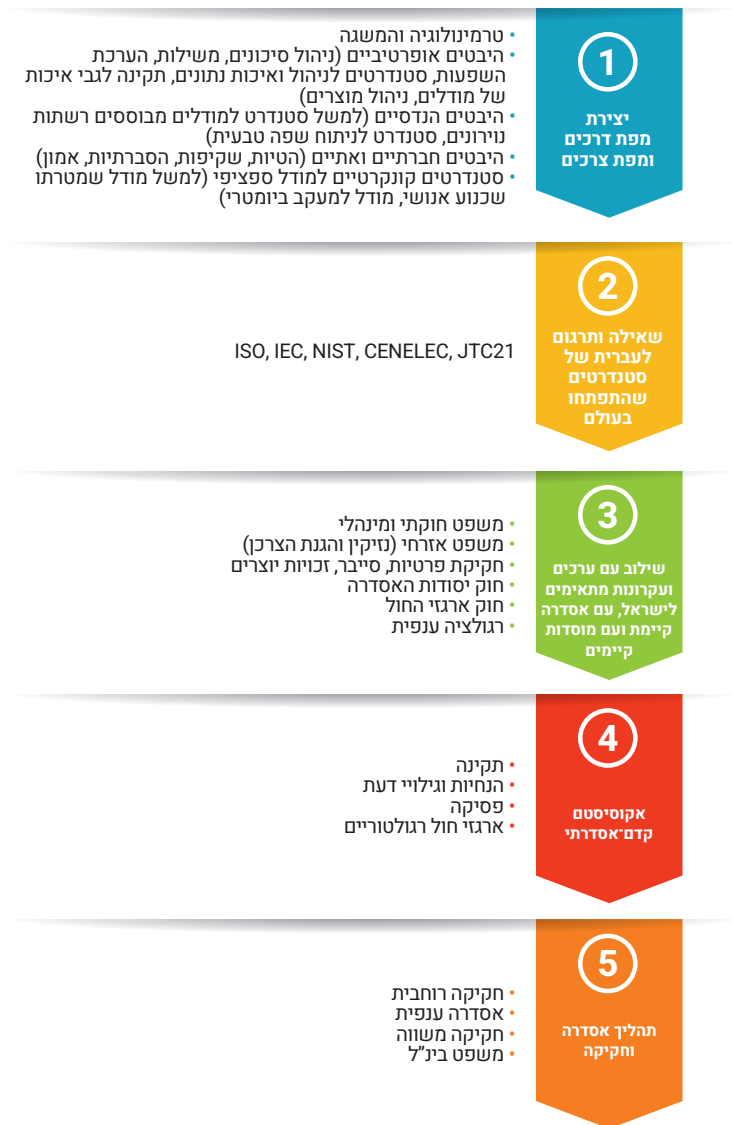 1
יצירת
מפת דרכים
ומפת צרכים
• טרמינולוגיה והמשגה
• היבטים אופרטיביים (ניהול סיכונים, משילות, הערכת
השפעות, סטנדרטים לניהול ואיכות נתונים, תקינה לגבי איכות
של מודלים, ניהול מוצרים)
• היבטים הנדסיים (למשל סטנדרט למודלים מבוססים רשתות
נוירונים, סטנדרט לניתוח שפה טבעית)
• היבטים חברתיים ואתיים (הטיות, שקיפות, הסברתיות, אמון)
• סטנדרטים קונקרטיים למודל ספציפי (למשל מודל שמטרתו
שכנוע אנושי, מודל למעקב ביומטרי)
2
שאילה ותרגום
לעברית של
סטנדרטים
שהתפתחו
בעולם
ISO, IEC, NIST, CENELEC, JTC21
3
שילוב עם ערכים
ועקרונות מתאימים
לישראל, עם אסדרה
קיימת ועם מוסדות
קיימים
• משפט חוקתי ומינהלי
• משפט אזרחי (נזיקין והגנת הצרכן)
• חקיקת פרטיות, סייבר, זכויות יוצרים
• חוק יסודות האסדרה
• חוק ארגזי החול
• רגולציה ענפית
4
אקוסיסטם
קדם־אסדרתי
• תקינה
• הנחיות וגילויי דעת
• פסיקה
• ארגזי חול רגולטוריים
5
תהליך אסדרה
וחקיקה
• חקיקה רוחבית
• אסדרה ענפית
• חקיקה משווה
• משפט בינ״ל